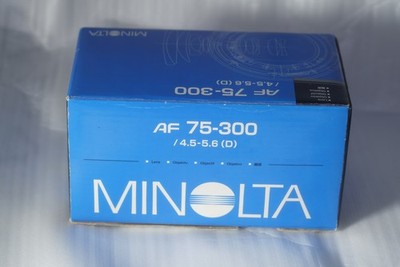 MINOLTA
AF 75-300
/4.5-5.6 (D)
AF 75-300
/4.5-5.6 (D)
MINOLTA